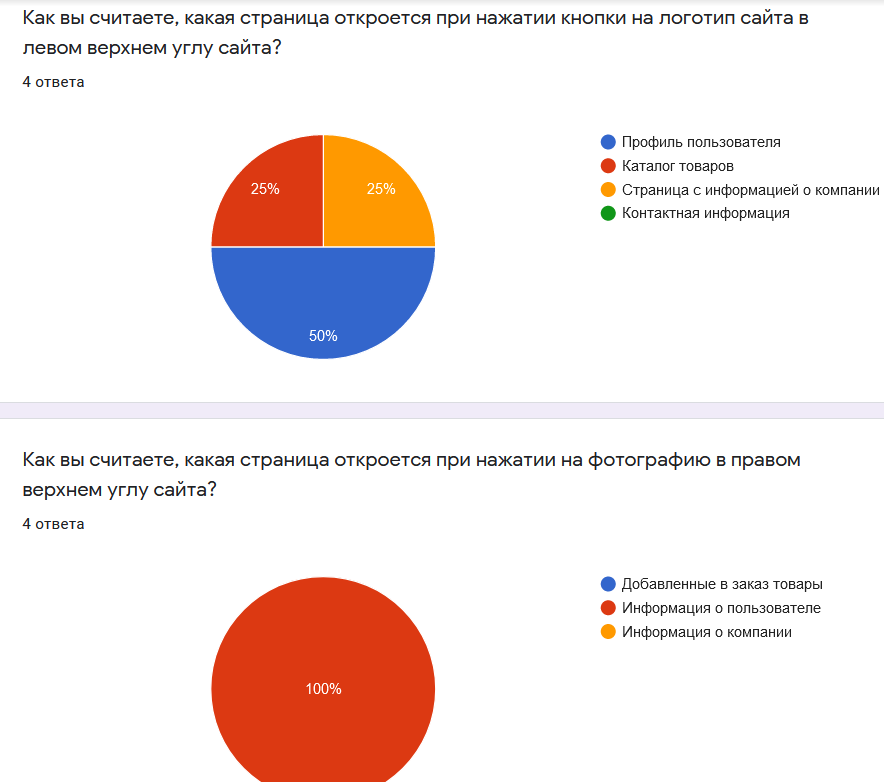 Как вы считаете, какая страница откроется при нажатии кнопки на логотип сайта в
левом верхнем углу сайта?
4 ответа
25%
25%
50%
Профиль пользователя
Каталог товаров
Страница с информацией о компании
Контактная информация
Как вы считаете, какая страница откроется при нажатии на фотографию в правом
верхнем углу сайта?
4 ответа
100%
Добавленные в заказ товары
Информация о пользователе
Информация о компании